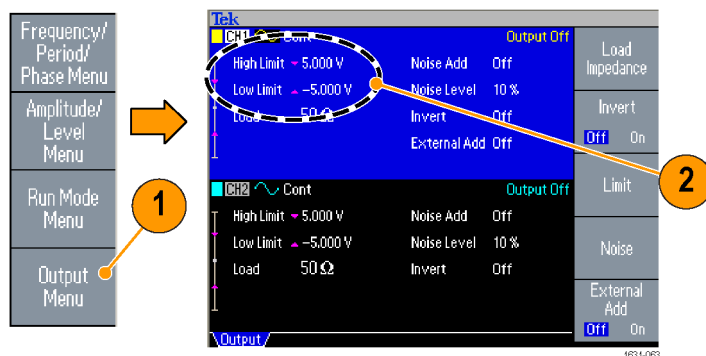 Frequency/
Period/
Phase Menu
Amplitude/
Level
Menu
Run Mode
Menu
Output
Menu
1
Tek
CH1 Cont Output Off
High Limit 5.000 V Noise Add Off
Low Limit -5.000 V Noise Level 10 %
Load 50 Ω Invert Off
External Add Off
CH2 Cont Output Off
High Limit 5.000 V Noise Add Off
Low Limit -5.000 V Noise Level 10 %
Load 50 Ω Invert Off
Output
Load
Impedance
Invert
Off On
Limit
Noise
External
Add
Off On
2